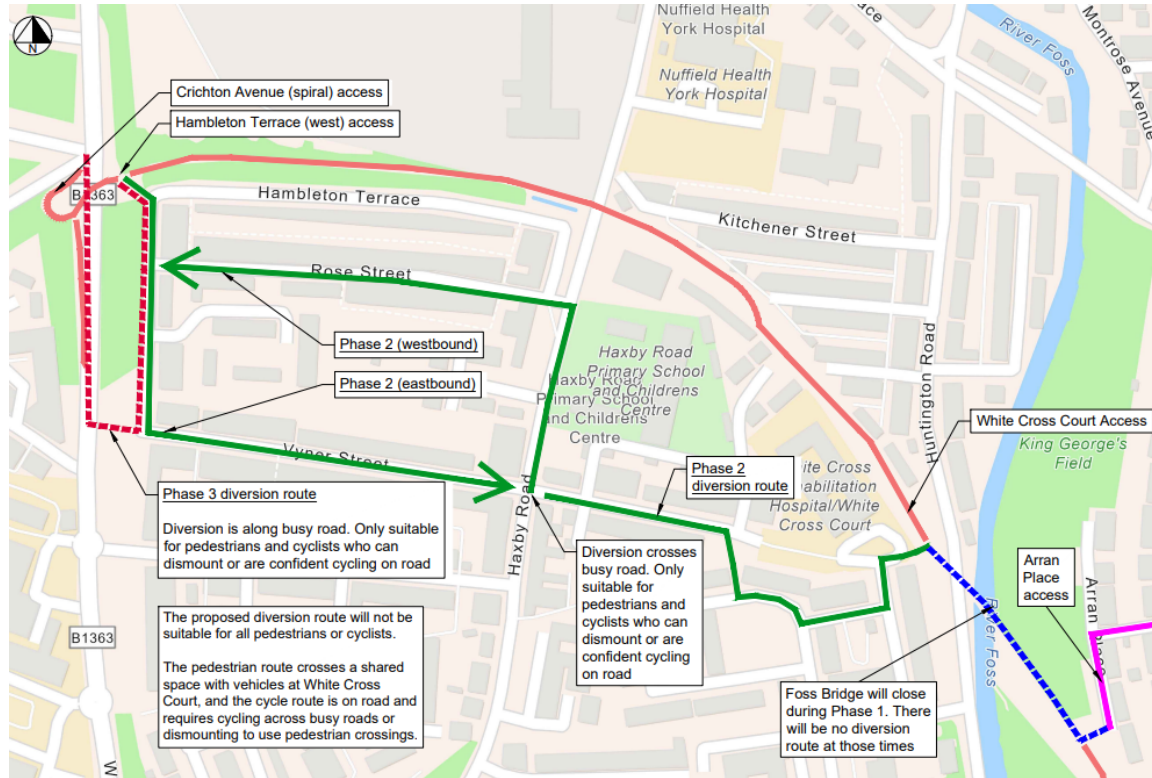 N
Nuffield Health
York Hospital
Nuffield Health
York Hospital
River Foss
Montrose Avenue
Crichton Avenue (spiral) access
Hambleton Terrace (west) access
B1363
Hambleton Terrace
Kitchener Street
Rose Street
Phase 2 (westbound)
Phase 2 (eastbound)
Haxby Road
Primary School
and Childrens
Centre
Haxby Road
Primary School
and Childrens
Centre
Huntington Road
White Cross Court Access
King George's
Field
Vyner Street
Haxby Road
Phase 2
diversion route
White Cross
Rehabilitation
Hospital/White
Cross Court
Phase 3 diversion route
Diversion is along busy road. Only suitable
for pedestrians and cyclists who can
dismount or are confident cycling on road
Diversion crosses
busy road. Only
suitable for
pedestrians and
cyclists who can
dismount or are
confident cycling
on road
Arran
Place
access
Arran Place
River Foss
B1363
The proposed diversion route will not be
suitable for all pedestrians or cyclists.
The pedestrian route crosses a shared
space with vehicles at White Cross
Court, and the cycle route is on road and
requires cycling across busy roads or
dismounting to use pedestrian crossings.
Foss Bridge will close
during Phase 1. There
will be no diversion
route at those times
W